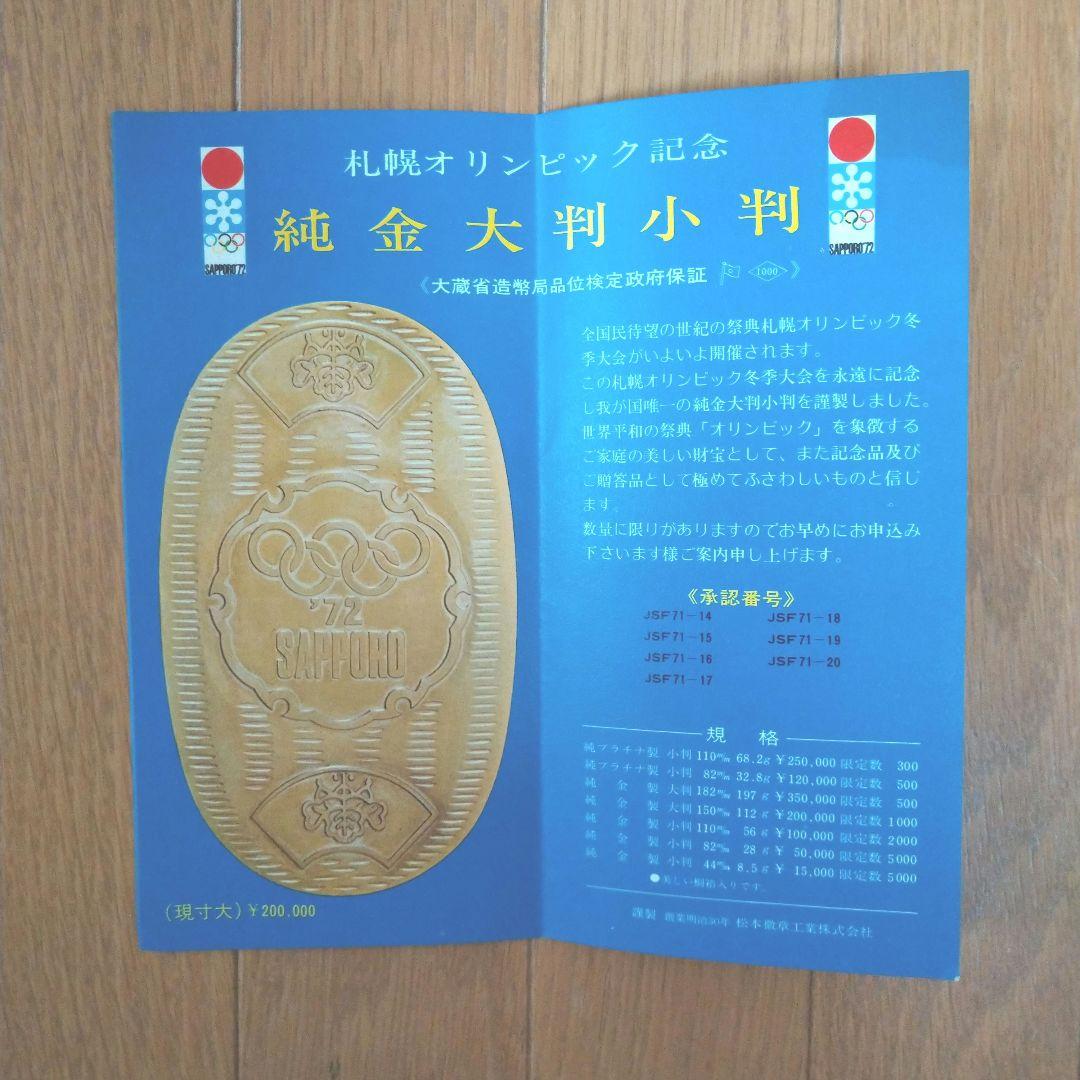 札幌オリンピック記念
純金大判小判
《大蔵省造幣局品位検定政府保証 1000 》
SAPPORO'72
SAPPORO'72
'72
SAPPORO
(現寸大)￥200.000
全国民待望の世紀の祭典札幌オリンピック冬
季大会がいよいよ開催されます。
この札幌オリンピック冬季大会を永遠に記念
し我が国唯一の純金大判小判を謹製しました。
世界平和の祭典「オリンピック」を象徴する
ご家庭の美しい財宝として、また記念品及び
ご贈答品として極めてふさわしいものと信じ
ます。
数量に限りがありますのでお早めにお申込み
下さいます様ご案内申し上げます。
《承認番号》
JSF71－14 JSF71－18
JSF71－15 JSF71－19
JSF71－16 JSF71－20
JSF71－17
規格
純プラチナ製 小判 110㎜ 68.2g ￥250,000 限定数 300
純プラチナ製 小判 82㎜ 32.8g ￥120,000 限定数 500
純金製 大判 182㎜ 197g ￥350,000 限定数 500
純金製 大判 150㎜ 112g ￥200,000 限定数 1000
純金製 小判 110㎜ 56g ￥100,000 限定数 2000
純金製 小判 82㎜ 28g ￥50,000 限定数 5000
純金製 小判 44㎜ 8.5g ￥15,000 限定数 5000
●美しい桐箱入りです。
謹製 創業明治30年 松本徽章工業株式会社